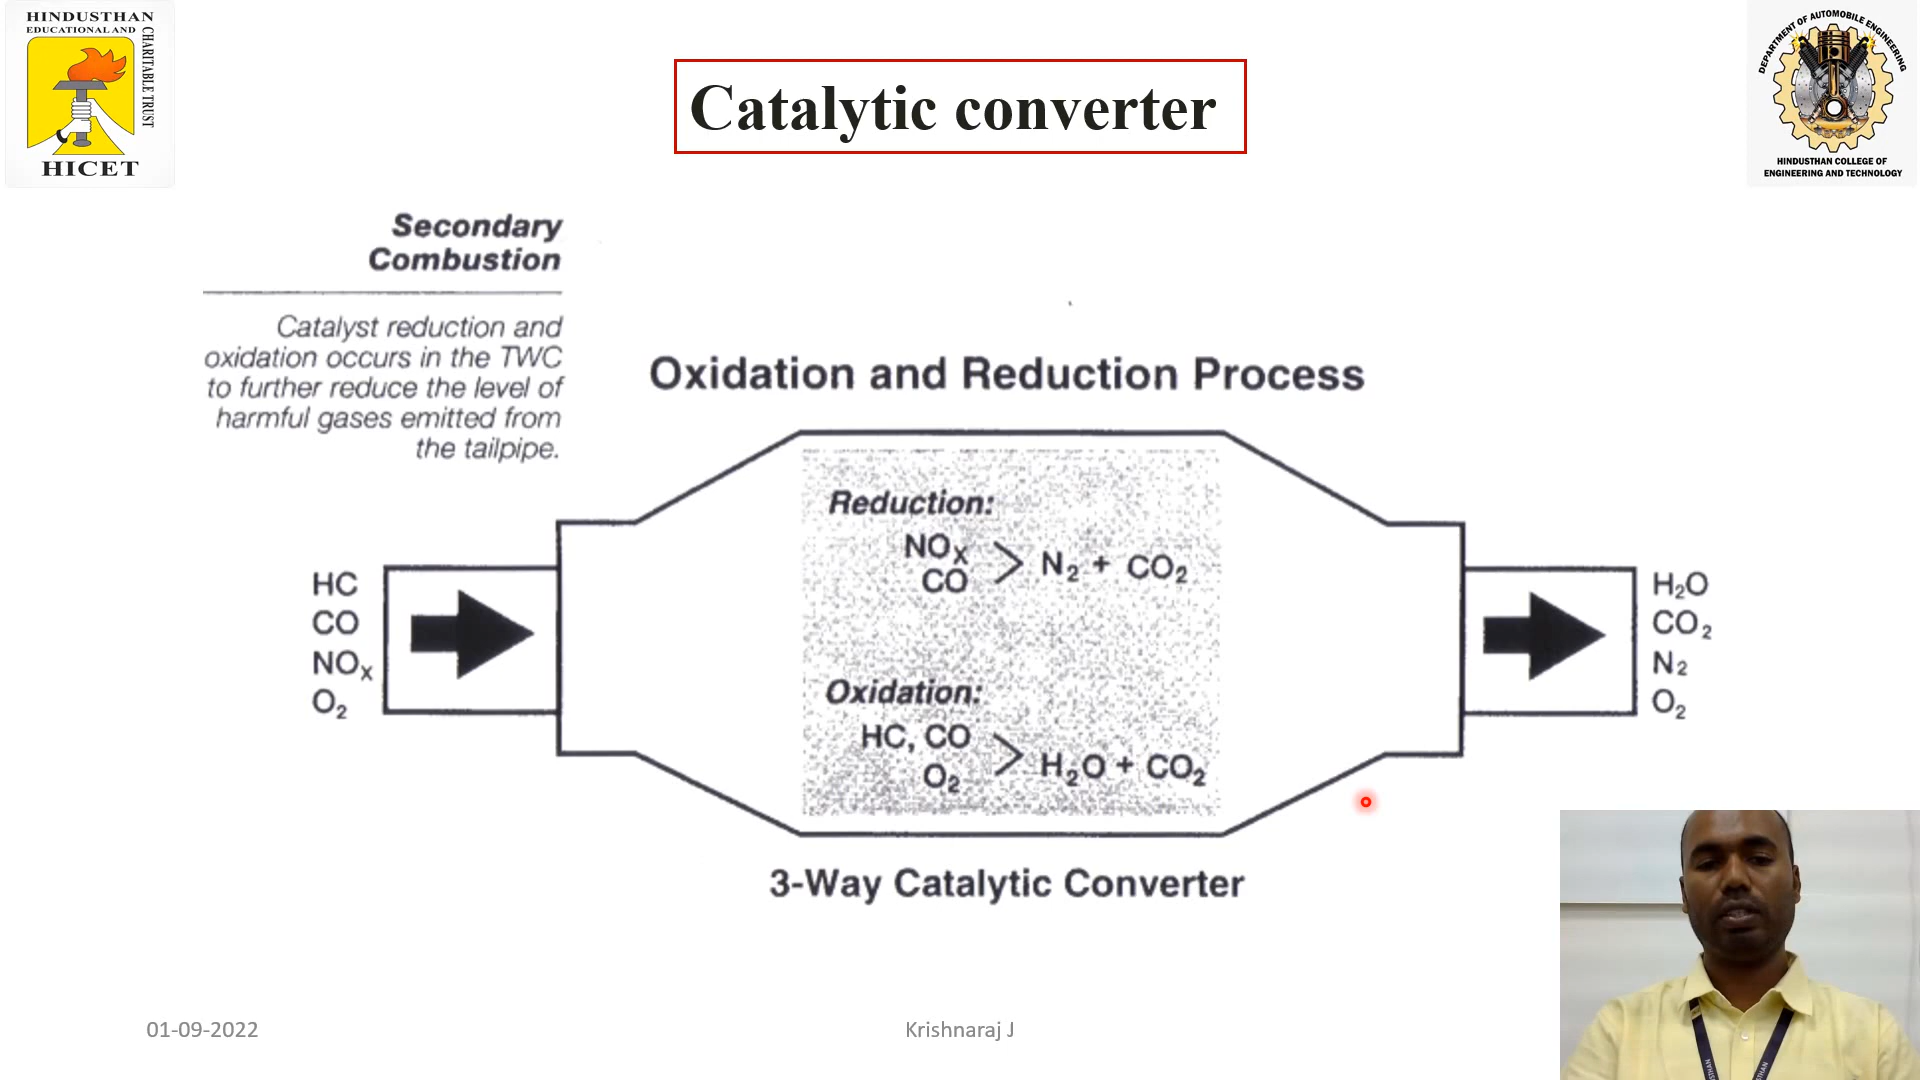 HINDUSTHAN
EDUCATIONAL AND
CHARITABLE TRUST
HICET
Catalytic converter
DEPARTMENT OF AUTOMOBILE ENGINEERING
HINDUSTHAN COLLEGE OF
ENGINEERING AND TECHNOLOGY
Secondary
Combustion
Catalyst reduction and
oxidation occurs in the TWC
to further reduce the level of
harmful gases emitted from
the tailpipe.
Oxidation and Reduction Process
Reduction:
NOₓ
CO
> N₂ + CO₂
Oxidation:
HC, CO
O₂
> H₂O + CO₂
HC
CO
NOₓ
O₂
H₂O
CO₂
N₂
O₂
3-Way Catalytic Converter
01-09-2022
Krishnaraj J